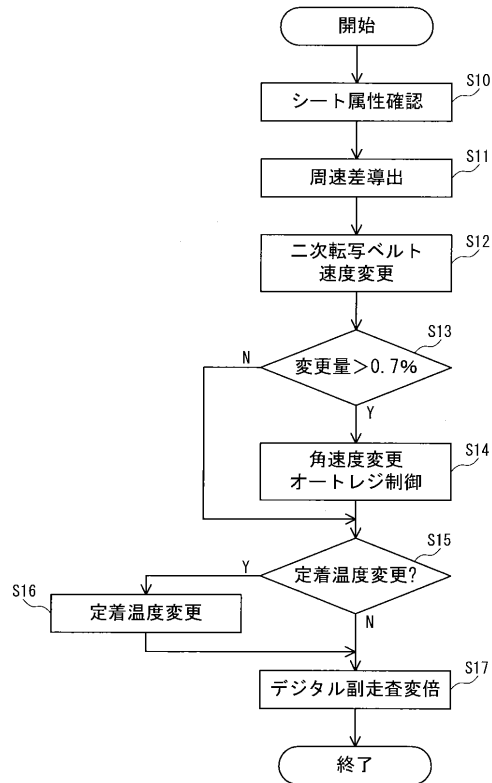 開始
S10
シート属性確認
S11
周速差導出
S12
二次転写ベルト
速度変更
S13
変更量>0.7%
N
Y
S14
角速度変更
オートレジ制御
S15
定着温度変更?
Y
N
S16
定着温度変更
S17
デジタル副走査変倍
終了